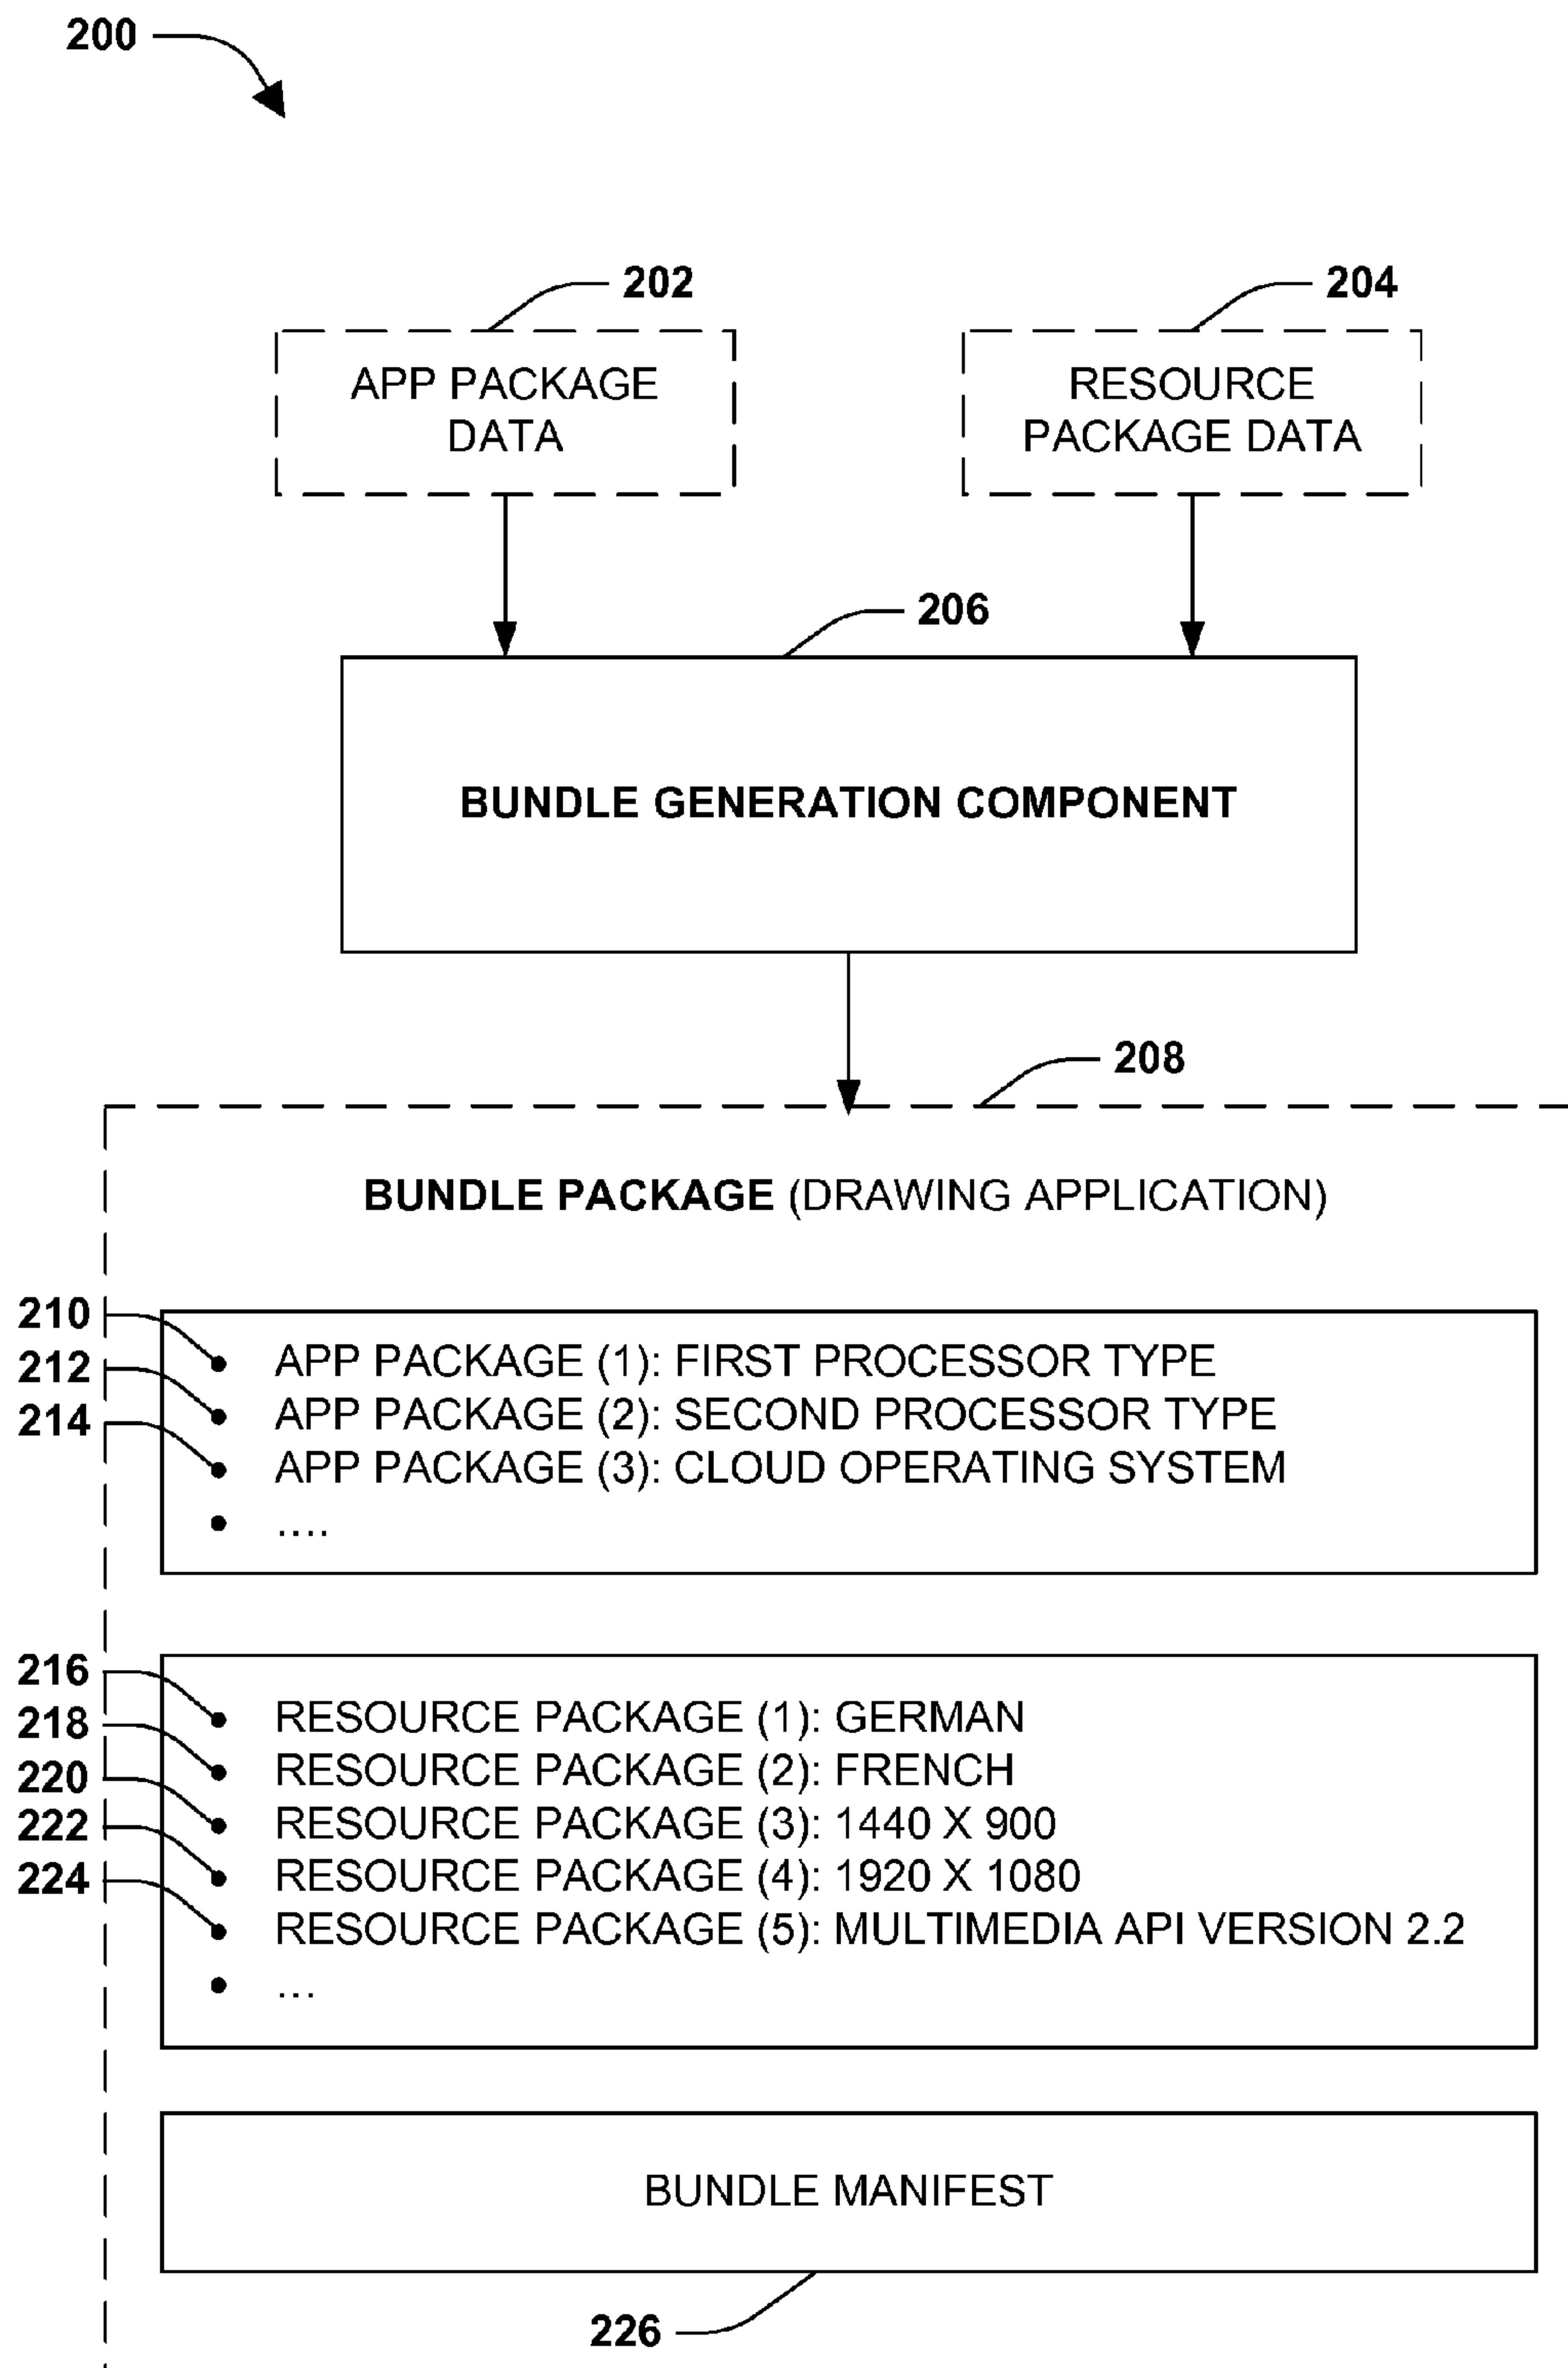 200
202
204
APP PACKAGE
DATA
RESOURCE
PACKAGE DATA
206
BUNDLE GENERATION COMPONENT
208
BUNDLE PACKAGE (DRAWING APPLICATION)
210
APP PACKAGE (1): FIRST PROCESSOR TYPE
212
APP PACKAGE (2): SECOND PROCESSOR TYPE
214
APP PACKAGE (3): CLOUD OPERATING SYSTEM
....
216
RESOURCE PACKAGE (1): GERMAN
218
RESOURCE PACKAGE (2): FRENCH
220
RESOURCE PACKAGE (3): 1440 X 900
222
RESOURCE PACKAGE (4): 1920 X 1080
224
RESOURCE PACKAGE (5): MULTIMEDIA API VERSION 2.2
...
BUNDLE MANIFEST
226